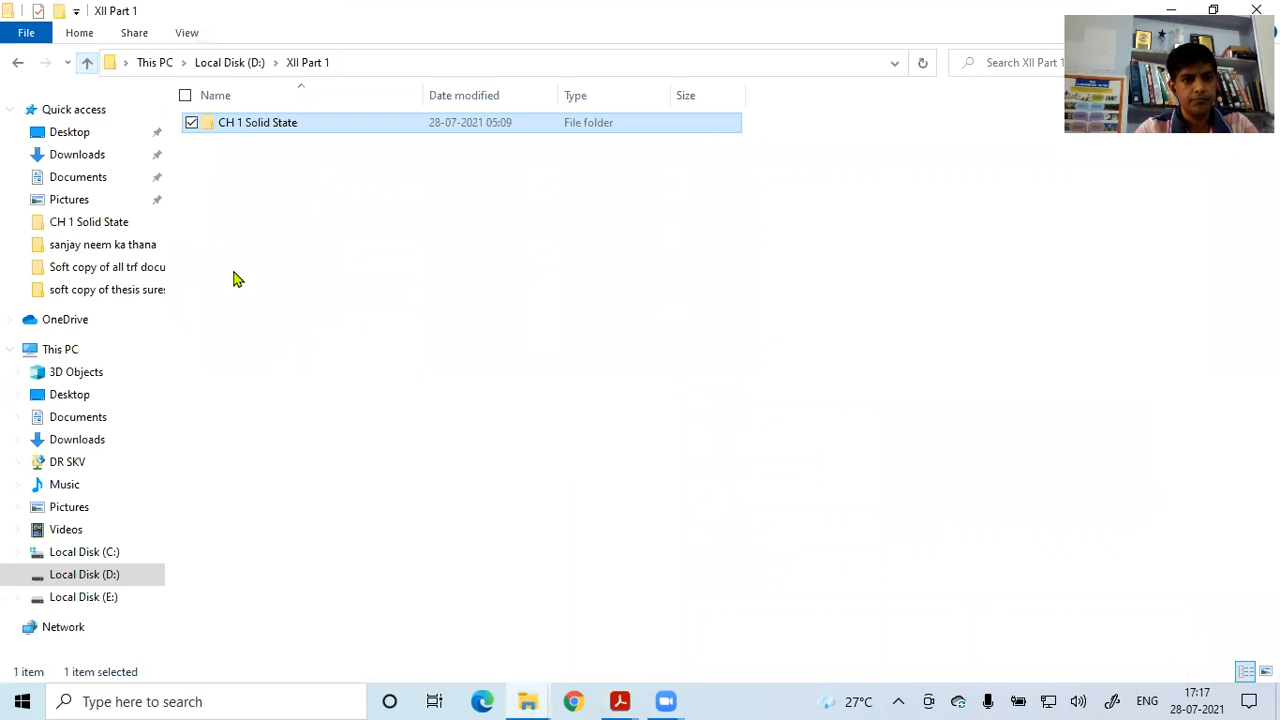 XII Part 1
File
Home
Share
View
This PC
Local Disk (D:)
XII Part 1
Search XII Part 1
Name
Date modified
Type
Size
CH 1 Solid State
28-07-2021 05:09
File folder
Quick access
Desktop
Downloads
Documents
Pictures
CH 1 Solid State
sanjay neem ka thana
Soft copy of all trf docu
soft copy of thesis sures
OneDrive
This PC
3D Objects
Desktop
Documents
Downloads
DR SKV
Music
Pictures
Videos
Local Disk (C:)
Local Disk (D:)
Local Disk (E:)
Network
1 item
1 item selected
Type here to search
27°C
ENG
17:17
28-07-2021